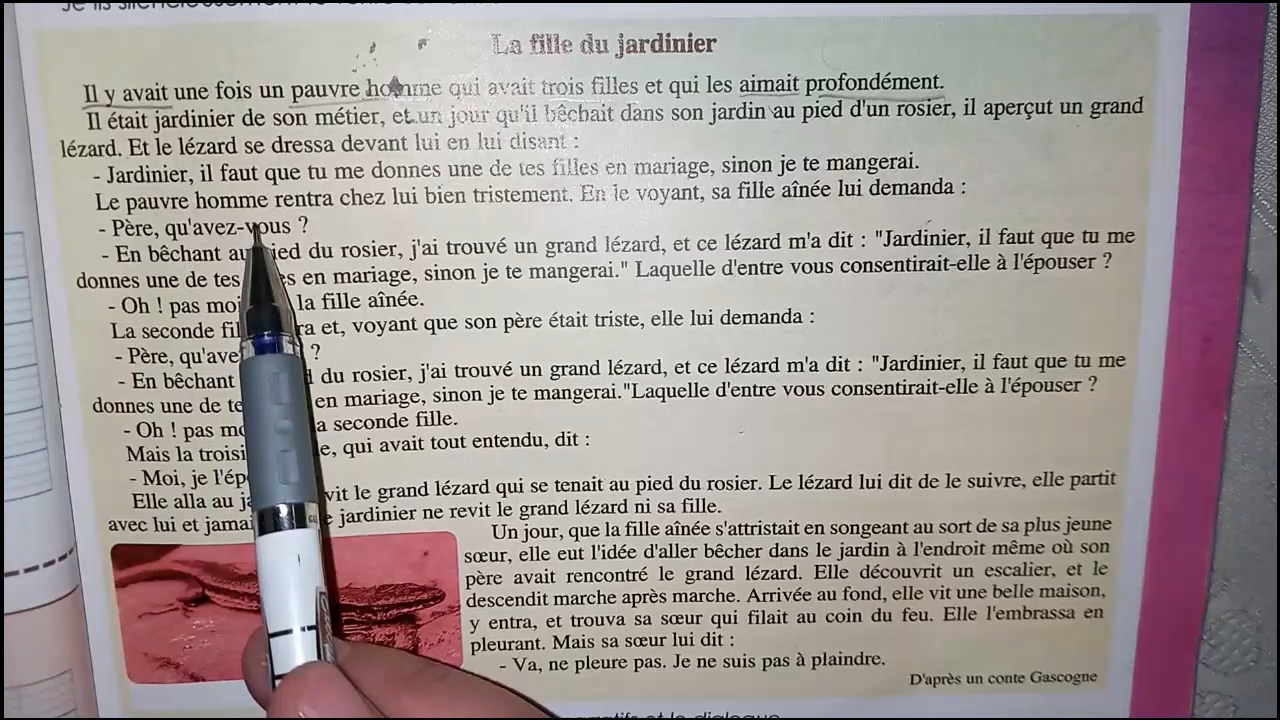 La fille du jardinier
Il y avait une fois un pauvre homme qui avait trois filles et qui les aimait profondément.
Il était jardinier de son métier, et un jour qu'il bêchait dans son jardin au pied d'un rosier, il aperçut un grand
lézard. Et le lézard se dressa devant lui en lui disant :
- Jardinier, il faut que tu me donnes une de tes filles en mariage, sinon je te mangerai.
Le pauvre homme rentra chez lui bien tristement. En le voyant, sa fille aînée lui demanda :
- Père, qu'avez-vous ?
- En bêchant au pied du rosier, j'ai trouvé un grand lézard, et ce lézard m'a dit : "Jardinier, il faut que tu me
donnes une de tes en mariage, sinon je te mangerai." Laquelle d'entre vous consentirait-elle à l'épouser ?
- Oh ! pas moi la fille aînée.
La seconde et, voyant que son père était triste, elle lui demanda :
- Père, ?
- En bêchant du rosier, j'ai trouvé un grand lézard, et ce lézard m'a dit : "Jardinier, il faut que tu me
donnes une de en mariage, sinon je te mangerai."Laquelle d'entre vous consentirait-elle à l'épouser ?
- Oh ! pas seconde fille.
Mais la qui avait tout entendu, dit :
- Moi, je
Elle alla au vit le grand lézard qui se tenait au pied du rosier. Le lézard lui dit de le suivre, elle partit
avec lui et jardinier ne revit le grand lézard ni sa fille.
Un jour, que la fille aînée s'attristait en songeant au sort de sa plus jeune
sœur, elle eut l'idée d'aller bêcher dans le jardin à l'endroit même où son
père avait rencontré le grand lézard. Elle découvrit un escalier, et le
descendit marche après marche. Arrivée au fond, elle vit une belle maison,
y entra, et trouva sa sœur qui filait au coin du feu. Elle l'embrassa en
pleurant. Mais sa sœur lui dit :
- Va, ne pleure pas. Je ne suis pas à plaindre.
D'après un conte Gascogne
et le dialogue